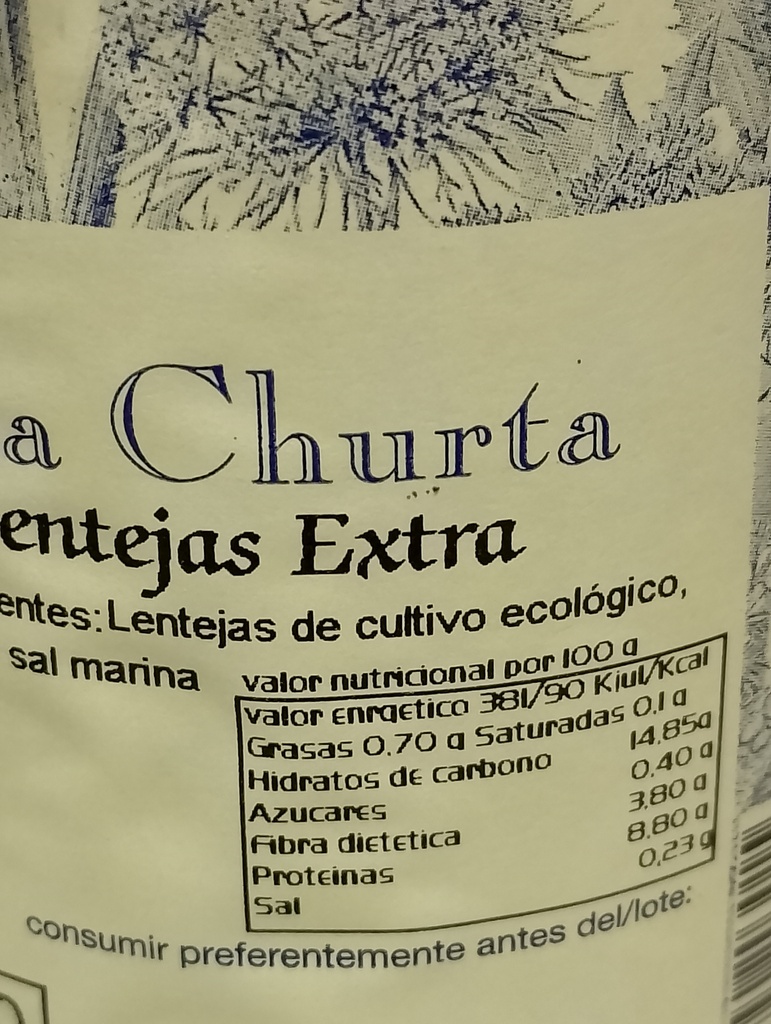 a Churta
entejas Extra
entes: Lentejas de cultivo ecológico,
sal marina
valor nutricional por 100 g
valor enrgetico 381/90 Kjul/Kcal
Grasas 0.70 g Saturadas 0,1 g
Hidratos de carbono 14.85g
Azucares 0.40 g
Fibra dietetica 3,80 g
Proteinas 8.80 g
Sal 0,23 g
consumir preferentemente antes del/lote: